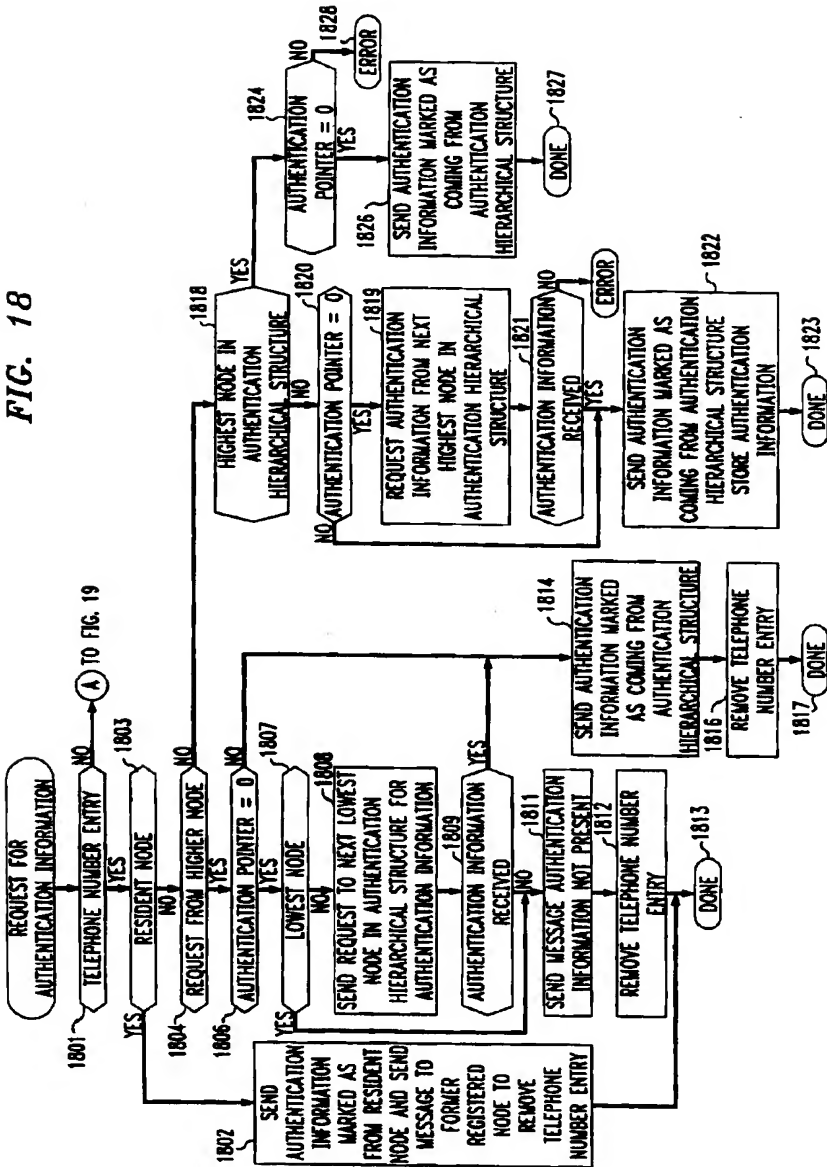 FIG. 18
REQUEST FOR
AUTHENTICATION INFORMATION
1801
TELEPHONE NUMBER ENTRY
NO
A
TO FIG. 19
YES
1803
RESIDENT NODE
YES
NO
1804
REQUEST FROM HIGHER NODE
NO
YES
1806
AUTHENTICATION POINTER = 0
NO
YES
1807
LOWEST NODE
YES
NO
1808
SEND REQUEST TO NEXT LOWEST
NODE IN AUTHENTICATION
HIERARCHICAL STRUCTURE FOR
AUTHENTICATION INFORMATION
1809
AUTHENTICATION INFORMATION
RECEIVED
YES
NO
1811
SEND MESSAGE AUTHENTICATION
INFORMATION NOT PRESENT
1812
REMOVE TELEPHONE NUMBER
ENTRY
DONE
1813
1802
SEND
AUTHENTICATION
INFORMATION
MARKED AS
FROM RESIDENT
NODE AND SEND
MESSAGE TO
FORMER
REGISTERED
NODE TO
REMOVE
TELEPHONE
NUMBER ENTRY
1814
SEND AUTHENTICATION
INFORMATION MARKED
AS COMING FROM
AUTHENTICATION
HIERARCHICAL STRUCTURE
1816
REMOVE TELEPHONE
NUMBER ENTRY
1817
DONE
1818
HIGHEST NODE IN
AUTHENTICATION
HIERARCHICAL STRUCTURE
YES
NO
1820
AUTHENTICATION POINTER = 0
NO
YES
1819
REQUEST AUTHENTICATION
INFORMATION FROM NEXT
HIGHEST NODE IN
AUTHENTICATION HIERARCHICAL
STRUCTURE
1821
AUTHENTICATION INFORMATION
RECEIVED
NO
ERROR
YES
SEND AUTHENTICATION
INFORMATION MARKED AS
COMING FROM AUTHENTICATION
HIERARCHICAL STRUCTURE
STORE AUTHENTICATION
INFORMATION
1822
DONE
1823
1824
AUTHENTICATION
POINTER = 0
NO
1828
ERROR
YES
1826
SEND AUTHENTICATION
INFORMATION MARKED AS
COMING FROM
AUTHENTICATION
HIERARCHICAL STRUCTURE
DONE
1827